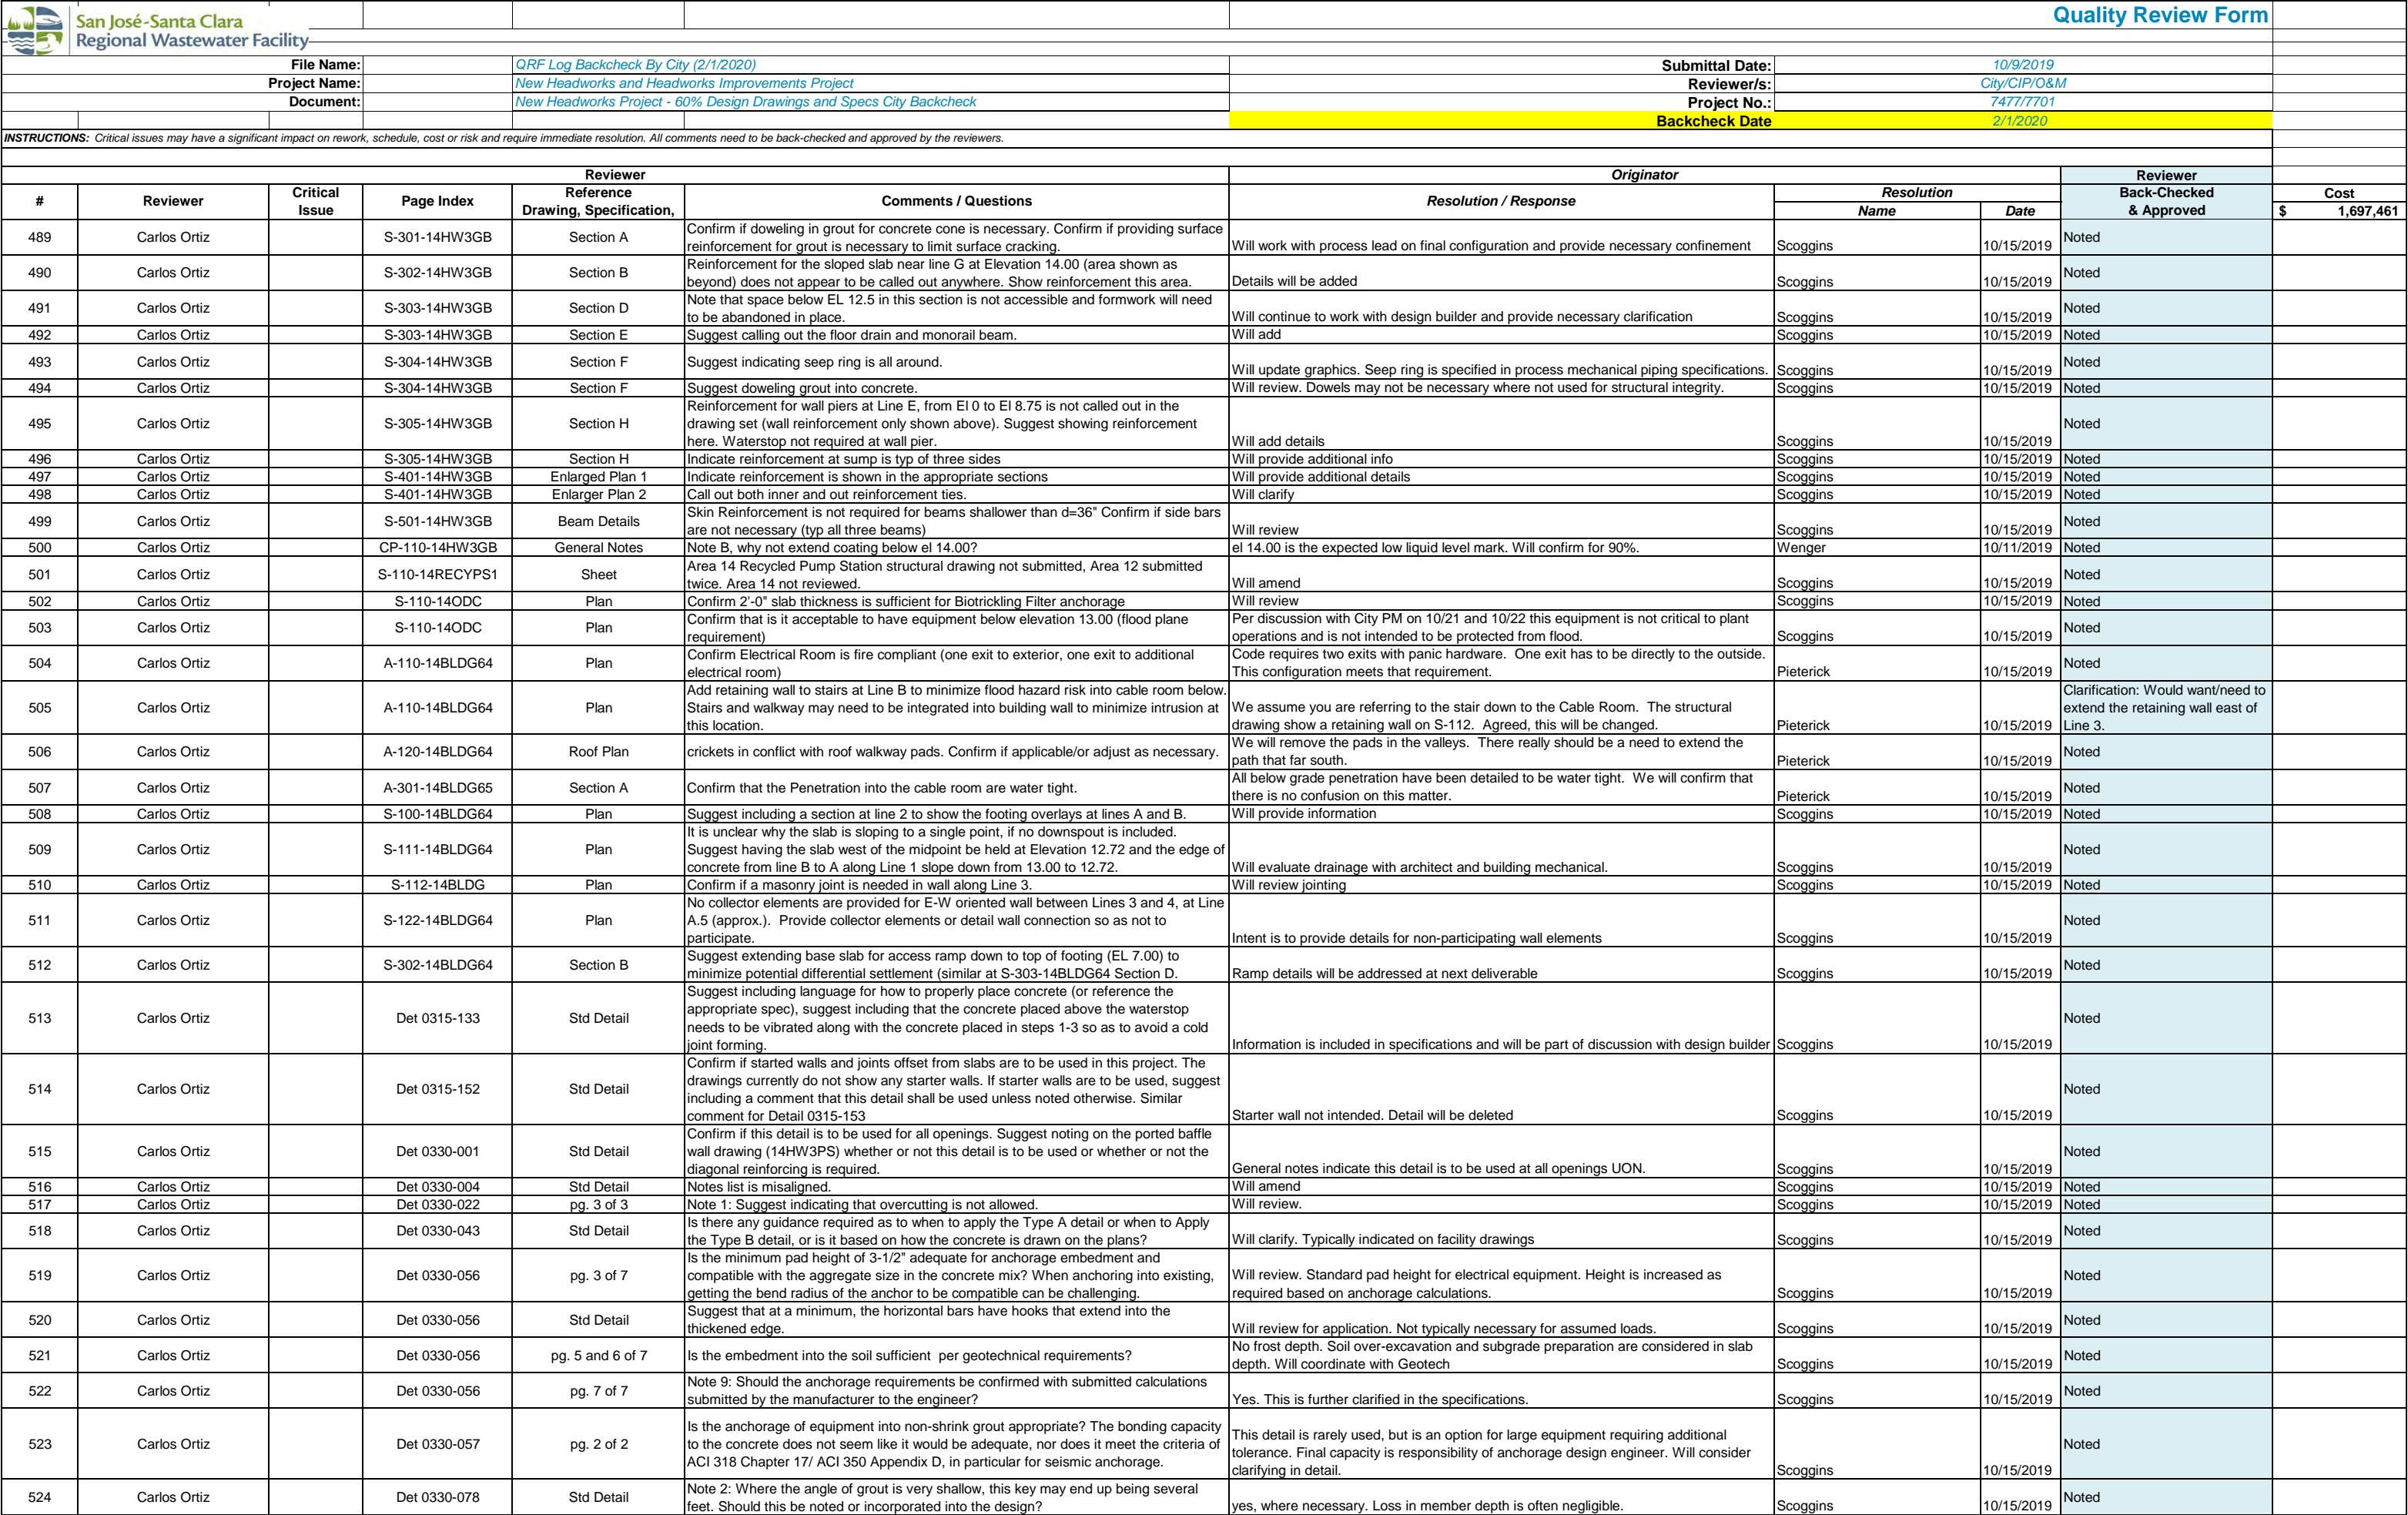 San José-Santa Clara
Regional Wastewater Facility
Quality Review Form
File Name: QRF Log Backcheck By City (2/1/2020) Submittal Date: 10/9/2019
Project Name: New Headworks and Headworks Improvements Project Reviewer/s: City/CIP/O&M
Document: New Headworks Project - 60% Design Drawings and Specs City Backcheck Project No.: 7477/7701
Backcheck Date 2/1/2020
INSTRUCTIONS: Critical issues may have a significant impact on rework, schedule, cost or risk and require immediate resolution. All comments need to be back-checked and approved by the reviewers.
Reviewer Originator Reviewer
# Reviewer Critical Issue Page Index Reference Drawing, Specification, Comments / Questions Resolution / Response Resolution Name Date Back-Checked & Approved Cost
$ 1,697,461
489 Carlos Ortiz S-301-14HW3GB Section A Confirm if doweling in grout for concrete cone is necessary. Confirm if providing surface
reinforcement for grout is necessary to limit surface cracking. Will work with process lead on final configuration and provide necessary confinement Scoggins 10/15/2019 Noted
490 Carlos Ortiz S-302-14HW3GB Section B Reinforcement for the sloped slab near line G at Elevation 14.00 (area shown as
beyond) does not appear to be called out anywhere. Show reinforcement this area. Details will be added Scoggins 10/15/2019 Noted
491 Carlos Ortiz S-303-14HW3GB Section D Note that space below EL 12.5 in this section is not accessible and formwork will need
to be abandoned in place. Will continue to work with design builder and provide necessary clarification Scoggins 10/15/2019 Noted
492 Carlos Ortiz S-303-14HW3GB Section E Suggest calling out the floor drain and monorail beam. Will add Scoggins 10/15/2019 Noted
493 Carlos Ortiz S-304-14HW3GB Section F Suggest indicating seep ring is all around. Will update graphics. Seep ring is specified in process mechanical piping specifications. Scoggins 10/15/2019 Noted
494 Carlos Ortiz S-304-14HW3GB Section F Suggest doweling grout into concrete. Will review. Dowels may not be necessary where not used for structural integrity. Scoggins 10/15/2019 Noted
495 Carlos Ortiz S-305-14HW3GB Section H Reinforcement for wall piers at Line E, from El 0 to El 8.75 is not called out in the
drawing set (wall reinforcement only shown above). Suggest showing reinforcement
here. Waterstop not required at wall pier. Will add details Scoggins 10/15/2019 Noted
496 Carlos Ortiz S-305-14HW3GB Section H Indicate reinforcement at sump is typ of three sides Will provide additional info Scoggins 10/15/2019 Noted
497 Carlos Ortiz S-401-14HW3GB Enlarged Plan 1 Indicate reinforcement is shown in the appropriate sections Will provide additional details Scoggins 10/15/2019 Noted
498 Carlos Ortiz S-401-14HW3GB Enlarger Plan 2 Call out both inner and out reinforcement ties. Will clarify Scoggins 10/15/2019 Noted
499 Carlos Ortiz S-501-14HW3GB Beam Details Skin Reinforcement is not required for beams shallower than d=36" Confirm if side bars
are not necessary (typ all three beams) Will review Scoggins 10/15/2019 Noted
500 Carlos Ortiz CP-110-14HW3GB General Notes Note B, why not extend coating below el 14.00? el 14.00 is the expected low liquid level mark. Will confirm for 90%. Wenger 10/11/2019 Noted
501 Carlos Ortiz S-110-14RECYPS1 Sheet Area 14 Recycled Pump Station structural drawing not submitted, Area 12 submitted
twice. Area 14 not reviewed. Will amend Scoggins 10/15/2019 Noted
502 Carlos Ortiz S-110-14ODC Plan Confirm 2'-0" slab thickness is sufficient for Biotrickling Filter anchorage Will review Scoggins 10/15/2019 Noted
503 Carlos Ortiz S-110-14ODC Plan Confirm that is it acceptable to have equipment below elevation 13.00 (flood plane
requirement) Per discussion with City PM on 10/21 and 10/22 this equipment is not critical to plant
operations and is not intended to be protected from flood. Scoggins 10/15/2019 Noted
504 Carlos Ortiz A-110-14BLDG64 Plan Confirm Electrical Room is fire compliant (one exit to exterior, one exit to additional
electrical room) Code requires two exits with panic hardware. One exit has to be directly to the outside.
This configuration meets that requirement. Pieterick 10/15/2019 Noted
505 Carlos Ortiz A-110-14BLDG64 Plan Add retaining wall to stairs at Line B to minimize flood hazard risk into cable room below.
Stairs and walkway may need to be integrated into building wall to minimize intrusion at
this location. We assume you are referring to the stair down to the Cable Room. The structural
drawing show a retaining wall on S-112. Agreed, this will be changed. Pieterick 10/15/2019 Clarification: Would want/need to
extend the retaining wall east of
Line 3.
506 Carlos Ortiz A-120-14BLDG64 Roof Plan crickets in conflict with roof walkway pads. Confirm if applicable/or adjust as necessary. We will remove the pads in the valleys. There really should be a need to extend the
path that far south. Pieterick 10/15/2019 Noted
507 Carlos Ortiz A-301-14BLDG65 Section A Confirm that the Penetration into the cable room are water tight. All below grade penetration have been detailed to be water tight. We will confirm that
there is no confusion on this matter. Pieterick 10/15/2019 Noted
508 Carlos Ortiz S-100-14BLDG64 Plan Suggest including a section at line 2 to show the footing overlays at lines A and B. Will provide information Scoggins 10/15/2019 Noted
509 Carlos Ortiz S-111-14BLDG64 Plan It is unclear why the slab is sloping to a single point, if no downspout is included.
Suggest having the slab west of the midpoint be held at Elevation 12.72 and the edge of
concrete from line B to A along Line 1 slope down from 13.00 to 12.72. Will evaluate drainage with architect and building mechanical. Scoggins 10/15/2019 Noted
510 Carlos Ortiz S-112-14BLDG Plan Confirm if a masonry joint is needed in wall along Line 3. Will review jointing Scoggins 10/15/2019 Noted
511 Carlos Ortiz S-122-14BLDG64 Plan No collector elements are provided for E-W oriented wall between Lines 3 and 4, at Line
A.5 (approx.). Provide collector elements or detail wall connection so as not to
participate. Intent is to provide details for non-participating wall elements Scoggins 10/15/2019 Noted
512 Carlos Ortiz S-302-14BLDG64 Section B Suggest extending base slab for access ramp down to top of footing (EL 7.00) to
minimize potential differential settlement (similar at S-303-14BLDG64 Section D. Ramp details will be addressed at next deliverable Scoggins 10/15/2019 Noted
513 Carlos Ortiz Det 0315-133 Std Detail Suggest including language for how to properly place concrete (or reference the
appropriate spec), suggest including that the concrete placed above the waterstop
needs to be vibrated along with the concrete placed in steps 1-3 so as to avoid a cold
joint forming. Information is included in specifications and will be part of discussion with design builder Scoggins 10/15/2019 Noted
514 Carlos Ortiz Det 0315-152 Std Detail Confirm if started walls and joints offset from slabs are to be used in this project. The
drawings currently do not show any starter walls. If starter walls are to be used, suggest
including a comment that this detail shall be used unless noted otherwise. Similar
comment for Detail 0315-153 Starter wall not intended. Detail will be deleted Scoggins 10/15/2019 Noted
515 Carlos Ortiz Det 0330-001 Std Detail Confirm if this detail is to be used for all openings. Suggest noting on the ported baffle
wall drawing (14HW3PS) whether or not this detail is to be used or whether or not the
diagonal reinforcing is required. General notes indicate this detail is to be used at all openings UON. Scoggins 10/15/2019 Noted
516 Carlos Ortiz Det 0330-004 Std Detail Notes list is misaligned. Will amend Scoggins 10/15/2019 Noted
517 Carlos Ortiz Det 0330-022 pg. 3 of 3 Note 1: Suggest indicating that overcutting is not allowed. Will review. Scoggins 10/15/2019 Noted
518 Carlos Ortiz Det 0330-043 Std Detail Is there any guidance required as to when to apply the Type A detail or when to Apply
the Type B detail, or is it based on how the concrete is drawn on the plans? Will clarify. Typically indicated on facility drawings Scoggins 10/15/2019 Noted
519 Carlos Ortiz Det 0330-056 pg. 3 of 7 Is the minimum pad height of 3-1/2" adequate for anchorage embedment and
compatible with the aggregate size in the concrete mix? When anchoring into existing,
getting the bend radius of the anchor to be compatible can be challenging. Will review. Standard pad height for electrical equipment. Height is increased as
required based on anchorage calculations. Scoggins 10/15/2019 Noted
520 Carlos Ortiz Det 0330-056 Std Detail Suggest that at a minimum, the horizontal bars have hooks that extend into the
thickened edge. Will review for application. Not typically necessary for assumed loads. Scoggins 10/15/2019 Noted
521 Carlos Ortiz Det 0330-056 pg. 5 and 6 of 7 Is the embedment into the soil sufficient per geotechnical requirements? No frost depth. Soil over-excavation and subgrade preparation are considered in slab
depth. Will coordinate with Geotech Scoggins 10/15/2019 Noted
522 Carlos Ortiz Det 0330-056 pg. 7 of 7 Note 9: Should the anchorage requirements be confirmed with submitted calculations
submitted by the manufacturer to the engineer? Yes. This is further clarified in the specifications. Scoggins 10/15/2019 Noted
523 Carlos Ortiz Det 0330-057 pg. 2 of 2 Is the anchorage of equipment into non-shrink grout appropriate? The bonding capacity
to the concrete does not seem like it would be adequate, nor does it meet the criteria of
ACI 318 Chapter 17/ ACI 350 Appendix D, in particular for seismic anchorage. This detail is rarely used, but is an option for large equipment requiring additional
tolerance. Final capacity is responsibility of anchorage design engineer. Will consider
clarifying in detail. Scoggins 10/15/2019 Noted
524 Carlos Ortiz Det 0330-078 Std Detail Note 2: Where the angle of grout is very shallow, this key may end up being several
feet. Should this be noted or incorporated into the design? yes, where necessary. Loss in member depth is often negligible. Scoggins 10/15/2019 Noted